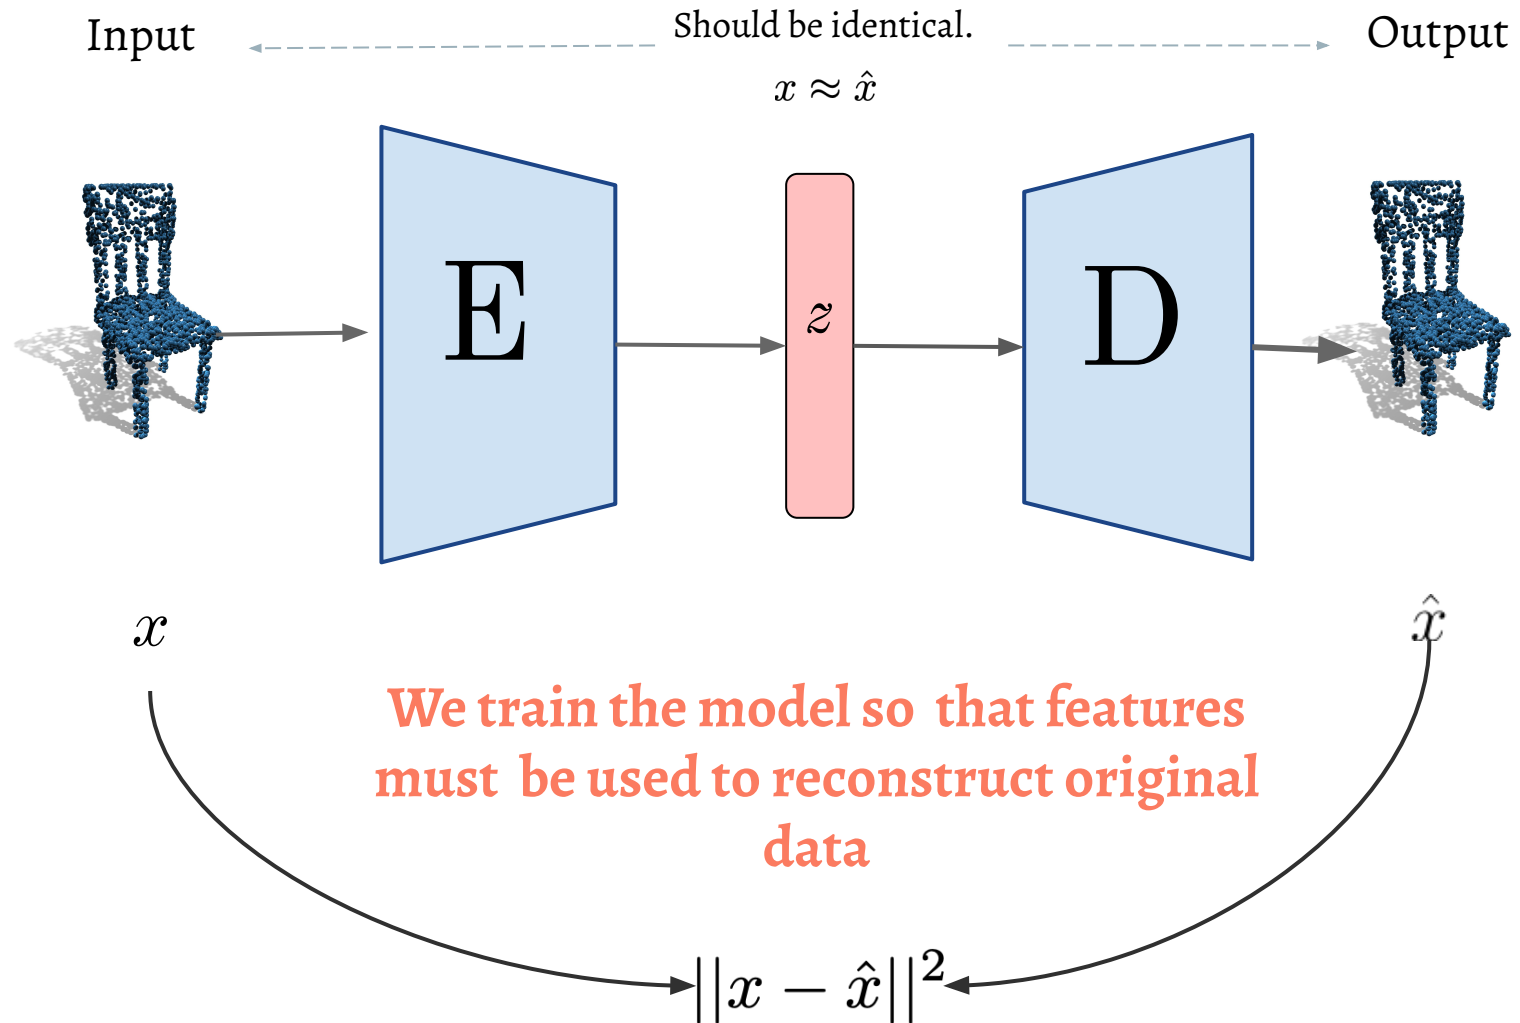 Input
Should be identical.
Output
x ≈ x̂
E
z
D
x
x̂
We train the model so that features
must be used to reconstruct original
data
||x − x̂||²